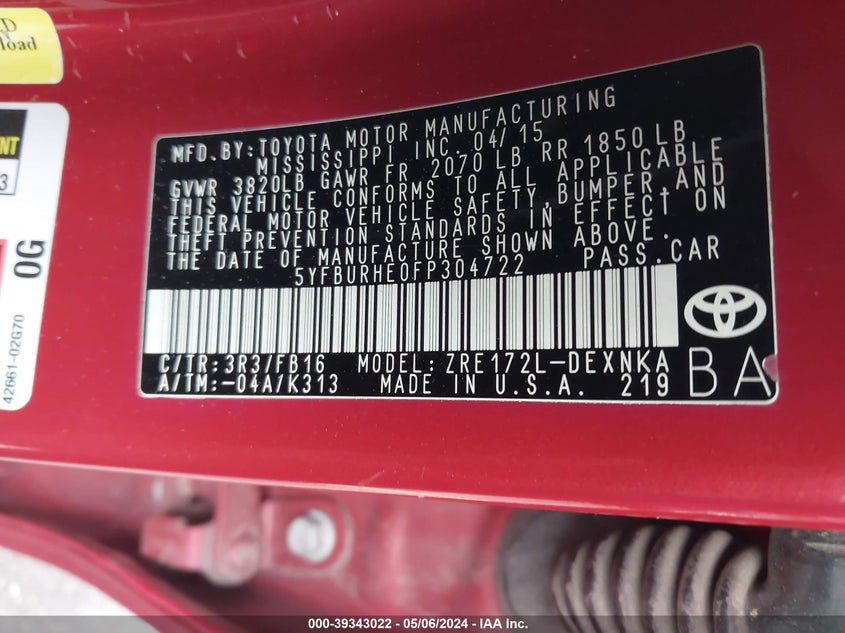 D
load
NT
3
0G
42661-02G70
MFD.BY:TOYOTA MOTOR MANUFACTURING
MISSISSIPPI INC. 04/15
GVWR 3820LB GAWR FR 2070 LB RR 1850 LB
THIS VEHICLE CONFORMS TO ALL APPLICABLE
FEDERAL MOTOR VEHICLE SAFETY,BUMPER,AND
THEFT PREVENTION STANDARDS IN EFFECT ON
THE DATE OF MANUFACTURE SHOWN ABOVE.
5YFBURHE0FP304722 PASS.CAR
C/TR:3R3/FB16 MODEL:ZRE172L-DEXNKA
A/TM:-04A/K313 MADE IN U.S.A. 219
BA
000-39343022 - 05/06/2024 - IAA Inc.